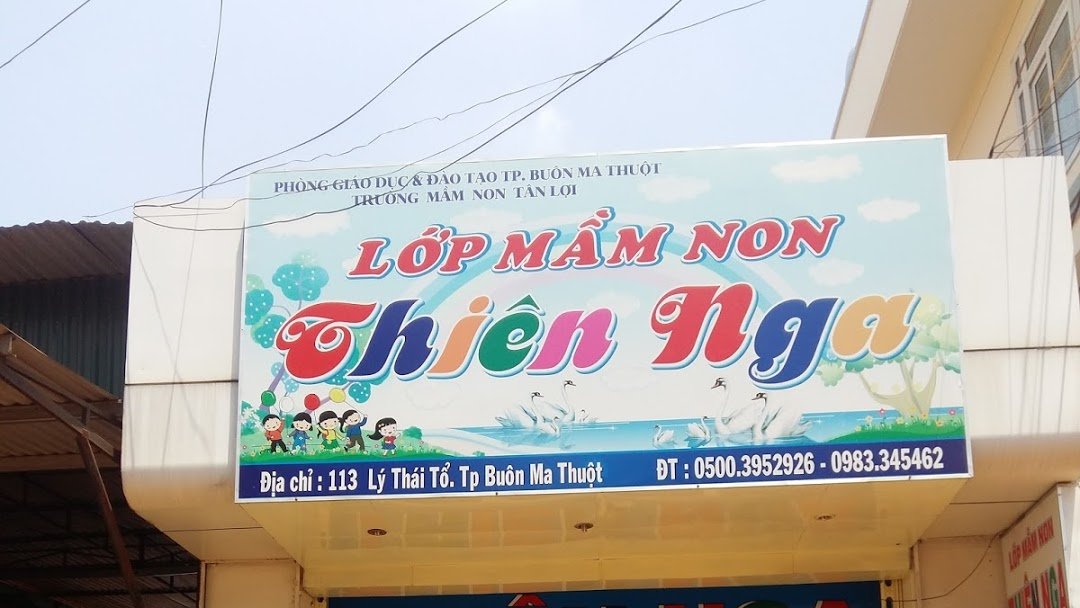 PHÒNG GIÁO DỤC & ĐÀO TẠO TP. BUÔN MA THUỘT
TRƯỜNG MẦM NON TÂN LỢI
LỚP MẦM NON
Thiên Nga
Địa chỉ : 113 Lý Thái Tổ. Tp Buôn Ma Thuột
ĐT : 0500.3952926 - 0983.345462
LỚP MẦM NON